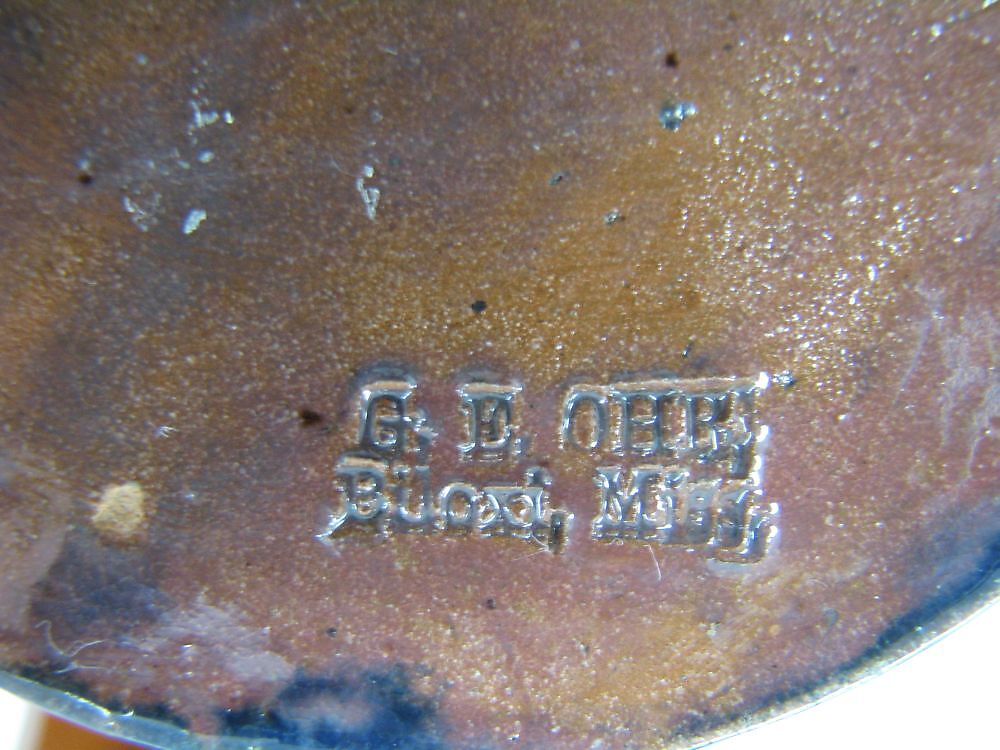 G. E. OHR,
Biloxi, Miss.